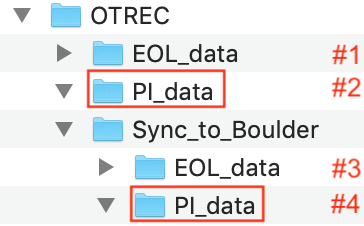 OTREC
EOL_data #1
PI_data #2
Sync_to_Boulder
EOL_data #3
PI_data #4